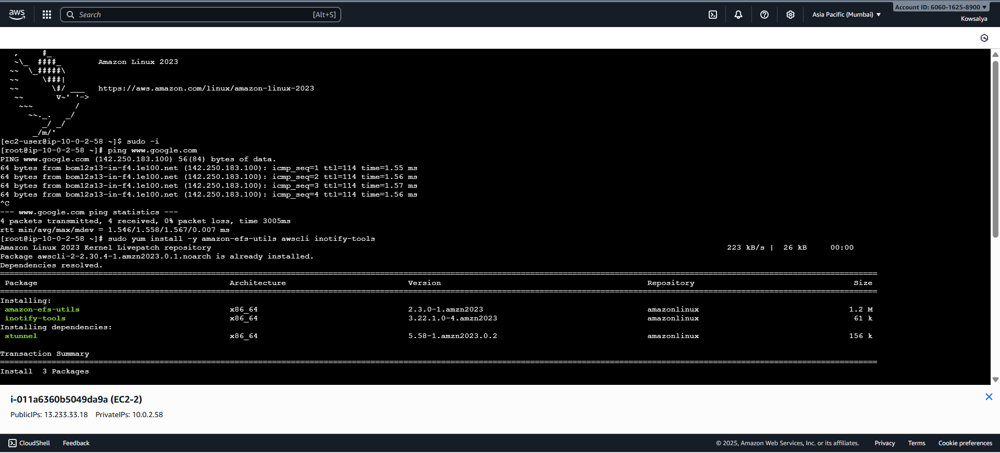 aws
Search [Alt+S]
Asia Pacific (Mumbai)
Account ID: 6060-1625-8900
Kowsalya
   ,     #_
   ~\_  ####_        Amazon Linux 2023
  ~~  \_#####\
  ~~     \###|
  ~~       \#/ ___   https://aws.amazon.com/linux/amazon-linux-2023
   ~~       V~' '->
    ~~~         /
      ~~._.   _/
         _/ _/
       _/m/'
[ec2-user@ip-10-0-2-58 ~]$ sudo -i
[root@ip-10-0-2-58 ~]# ping www.google.com
PING www.google.com (142.250.183.100) 56(84) bytes of data.
64 bytes from bom12s13-in-f4.1e100.net (142.250.183.100): icmp_seq=1 ttl=114 time=1.55 ms
64 bytes from bom12s13-in-f4.1e100.net (142.250.183.100): icmp_seq=2 ttl=114 time=1.56 ms
64 bytes from bom12s13-in-f4.1e100.net (142.250.183.100): icmp_seq=3 ttl=114 time=1.57 ms
64 bytes from bom12s13-in-f4.1e100.net (142.250.183.100): icmp_seq=4 ttl=114 time=1.56 ms
^C
--- www.google.com ping statistics ---
4 packets transmitted, 4 received, 0% packet loss, time 3005ms
rtt min/avg/max/mdev = 1.546/1.558/1.567/0.007 ms
[root@ip-10-0-2-58 ~]# sudo yum install -y amazon-efs-utils awscli inotify-tools
Amazon Linux 2023 Kernel Livepatch repository 223 kB/s | 26 kB 00:00
Package awscli-2-2.30.4-1.amzn2023.0.1.noarch is already installed.
Dependencies resolved.
Package Architecture Version Repository Size
Installing:
amazon-efs-utils x86_64 2.3.0-1.amzn2023 amazonlinux 1.2 M
inotify-tools x86_64 3.22.1.0-4.amzn2023 amazonlinux 61 k
Installing dependencies:
stunnel x86_64 5.58-1.amzn2023.0.2 amazonlinux 156 k
Transaction Summary
Install 3 Packages
i-011a6360b5049da9a (EC2-2)
PublicIPs: 13.233.33.18 PrivateIPs: 10.0.2.58
CloudShell Feedback © 2025, Amazon Web Services, Inc. or its affiliates. Privacy Terms Cookie preferences